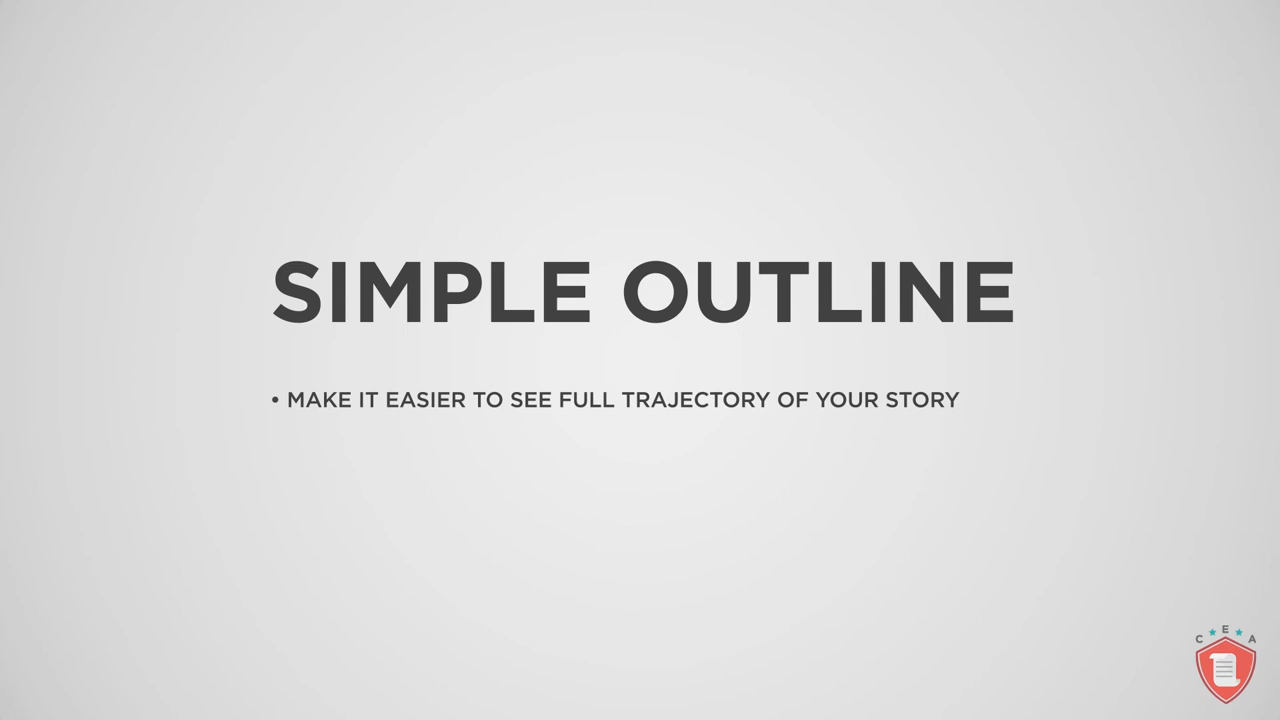 SIMPLE OUTLINE
• MAKE IT EASIER TO SEE FULL TRAJECTORY OF YOUR STORY
C E A